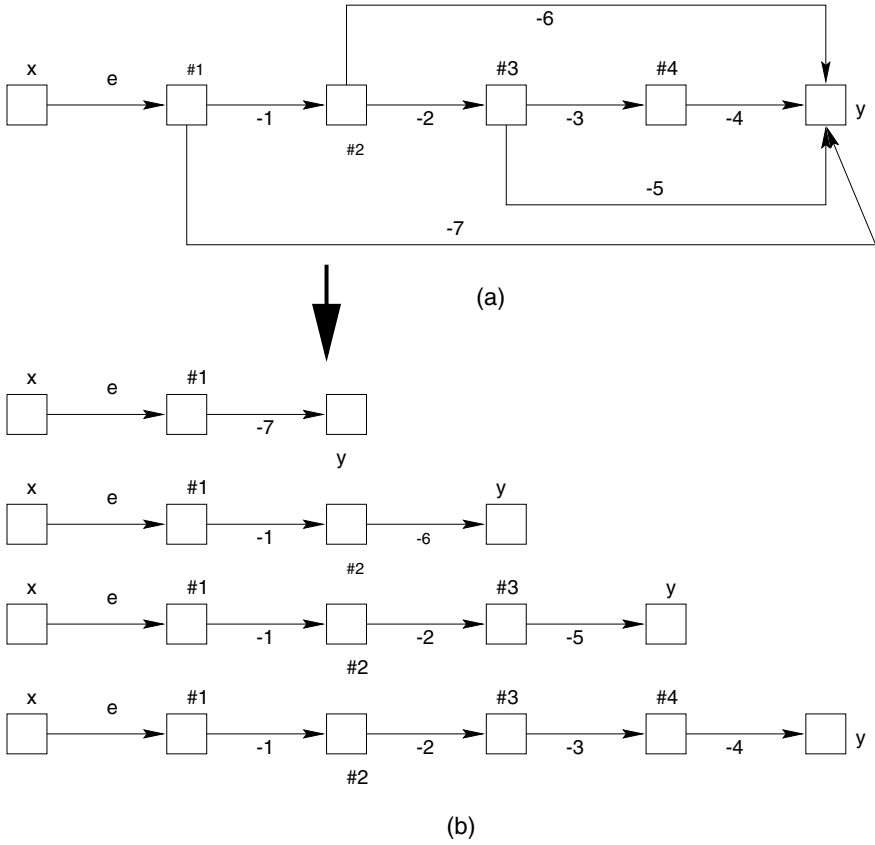 -6
x e #1 #3 #4
-1 -2 -3 -4 y
#2
-5
-7
(a)
x e #1
-7
y
x e #1 y
-1 -6
#2
x e #1 #3 y
-1 -2 -5
#2
x e #1 #3 #4
-1 -2 -3 -4 y
#2
(b)